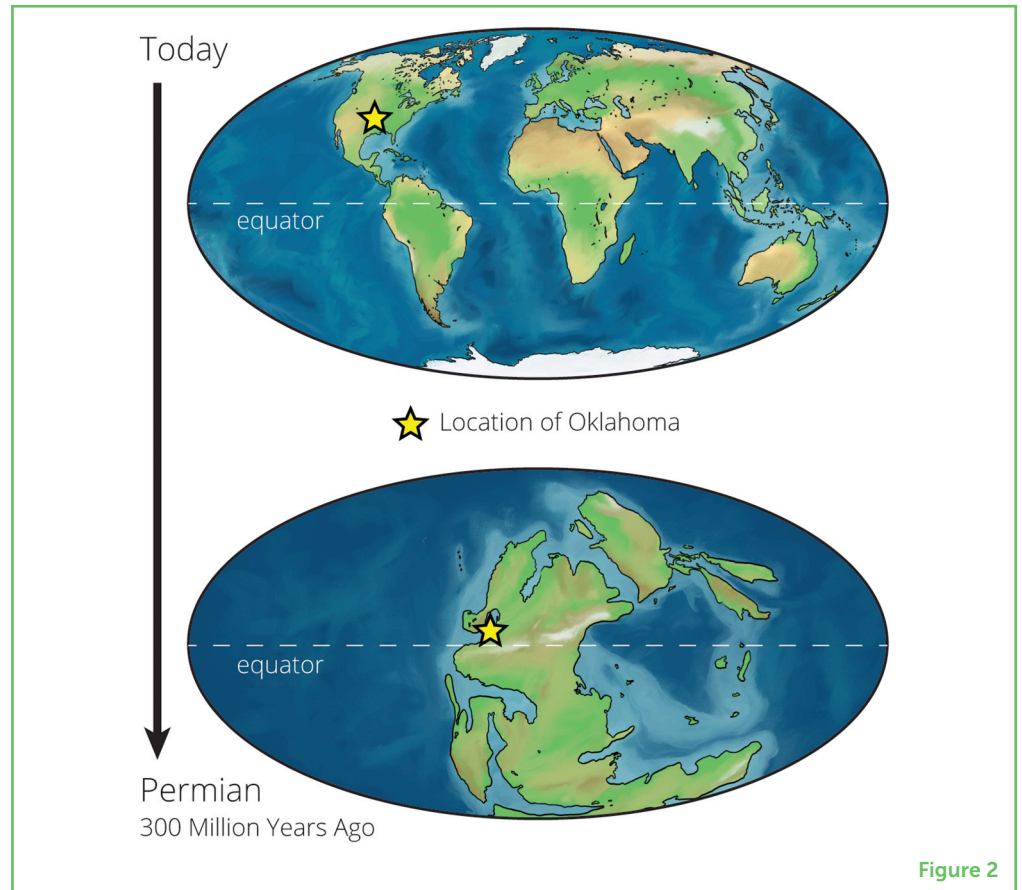 Today
equator
Location of Oklahoma
equator
Permian
300 Million Years Ago
Figure 2